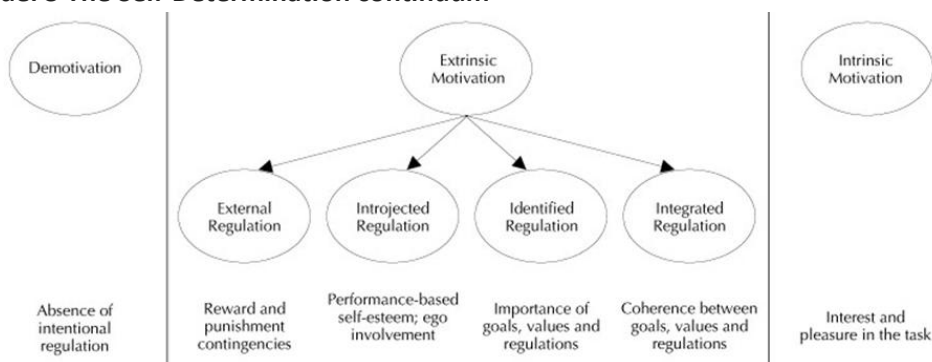 Demotivation
Extrinsic
Motivation
Intrinsic
Motivation
External
Regulation
Introjected
Regulation
Identified
Regulation
Integrated
Regulation
Absence of
intentional
regulation
Reward and
punishment
contingencies
Performance-based
self-esteem; ego
involvement
Importance of
goals, values and
regulations
Coherence between
goals, values and
regulations
Interest and
pleasure in the task